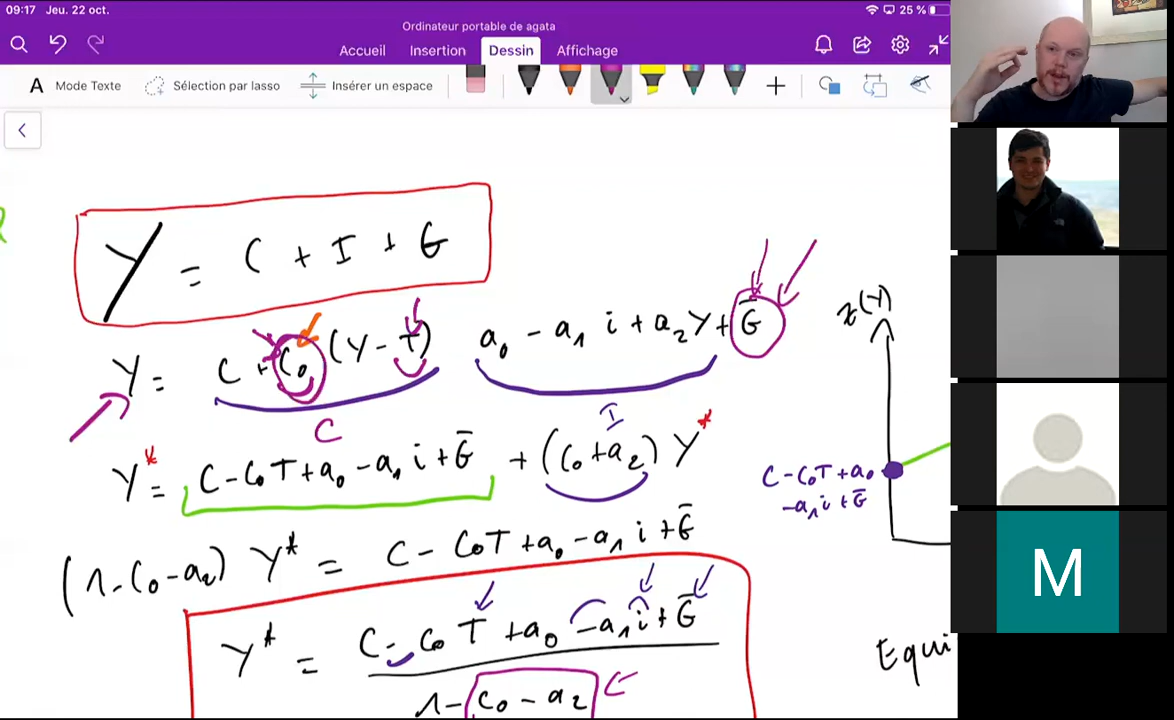 09:17 Jeu. 22 oct.
25 %
Ordinateur portable de agata
Accueil Insertion Dessin Affichage
A Mode Texte Sélection par lasso Insérer un espace
Y = C + I + G
Y = C + C₀ (Y - T) a₀ - a₁ i + a₂ Y + G̅
C I
Y* = C - C₀T + a₀ - a₁ i + G̅ + (C₀ + a₂) Y*
(1 - C₀ - a₂) Y* = C - C₀T + a₀ - a₁ i + G̅
Y* = C - C₀ T + a₀ - a₁ i + G̅
1 - C₀ - a₂
z(Y)
C - C₀T + a₀
- a₁ i + G̅
Equi
M